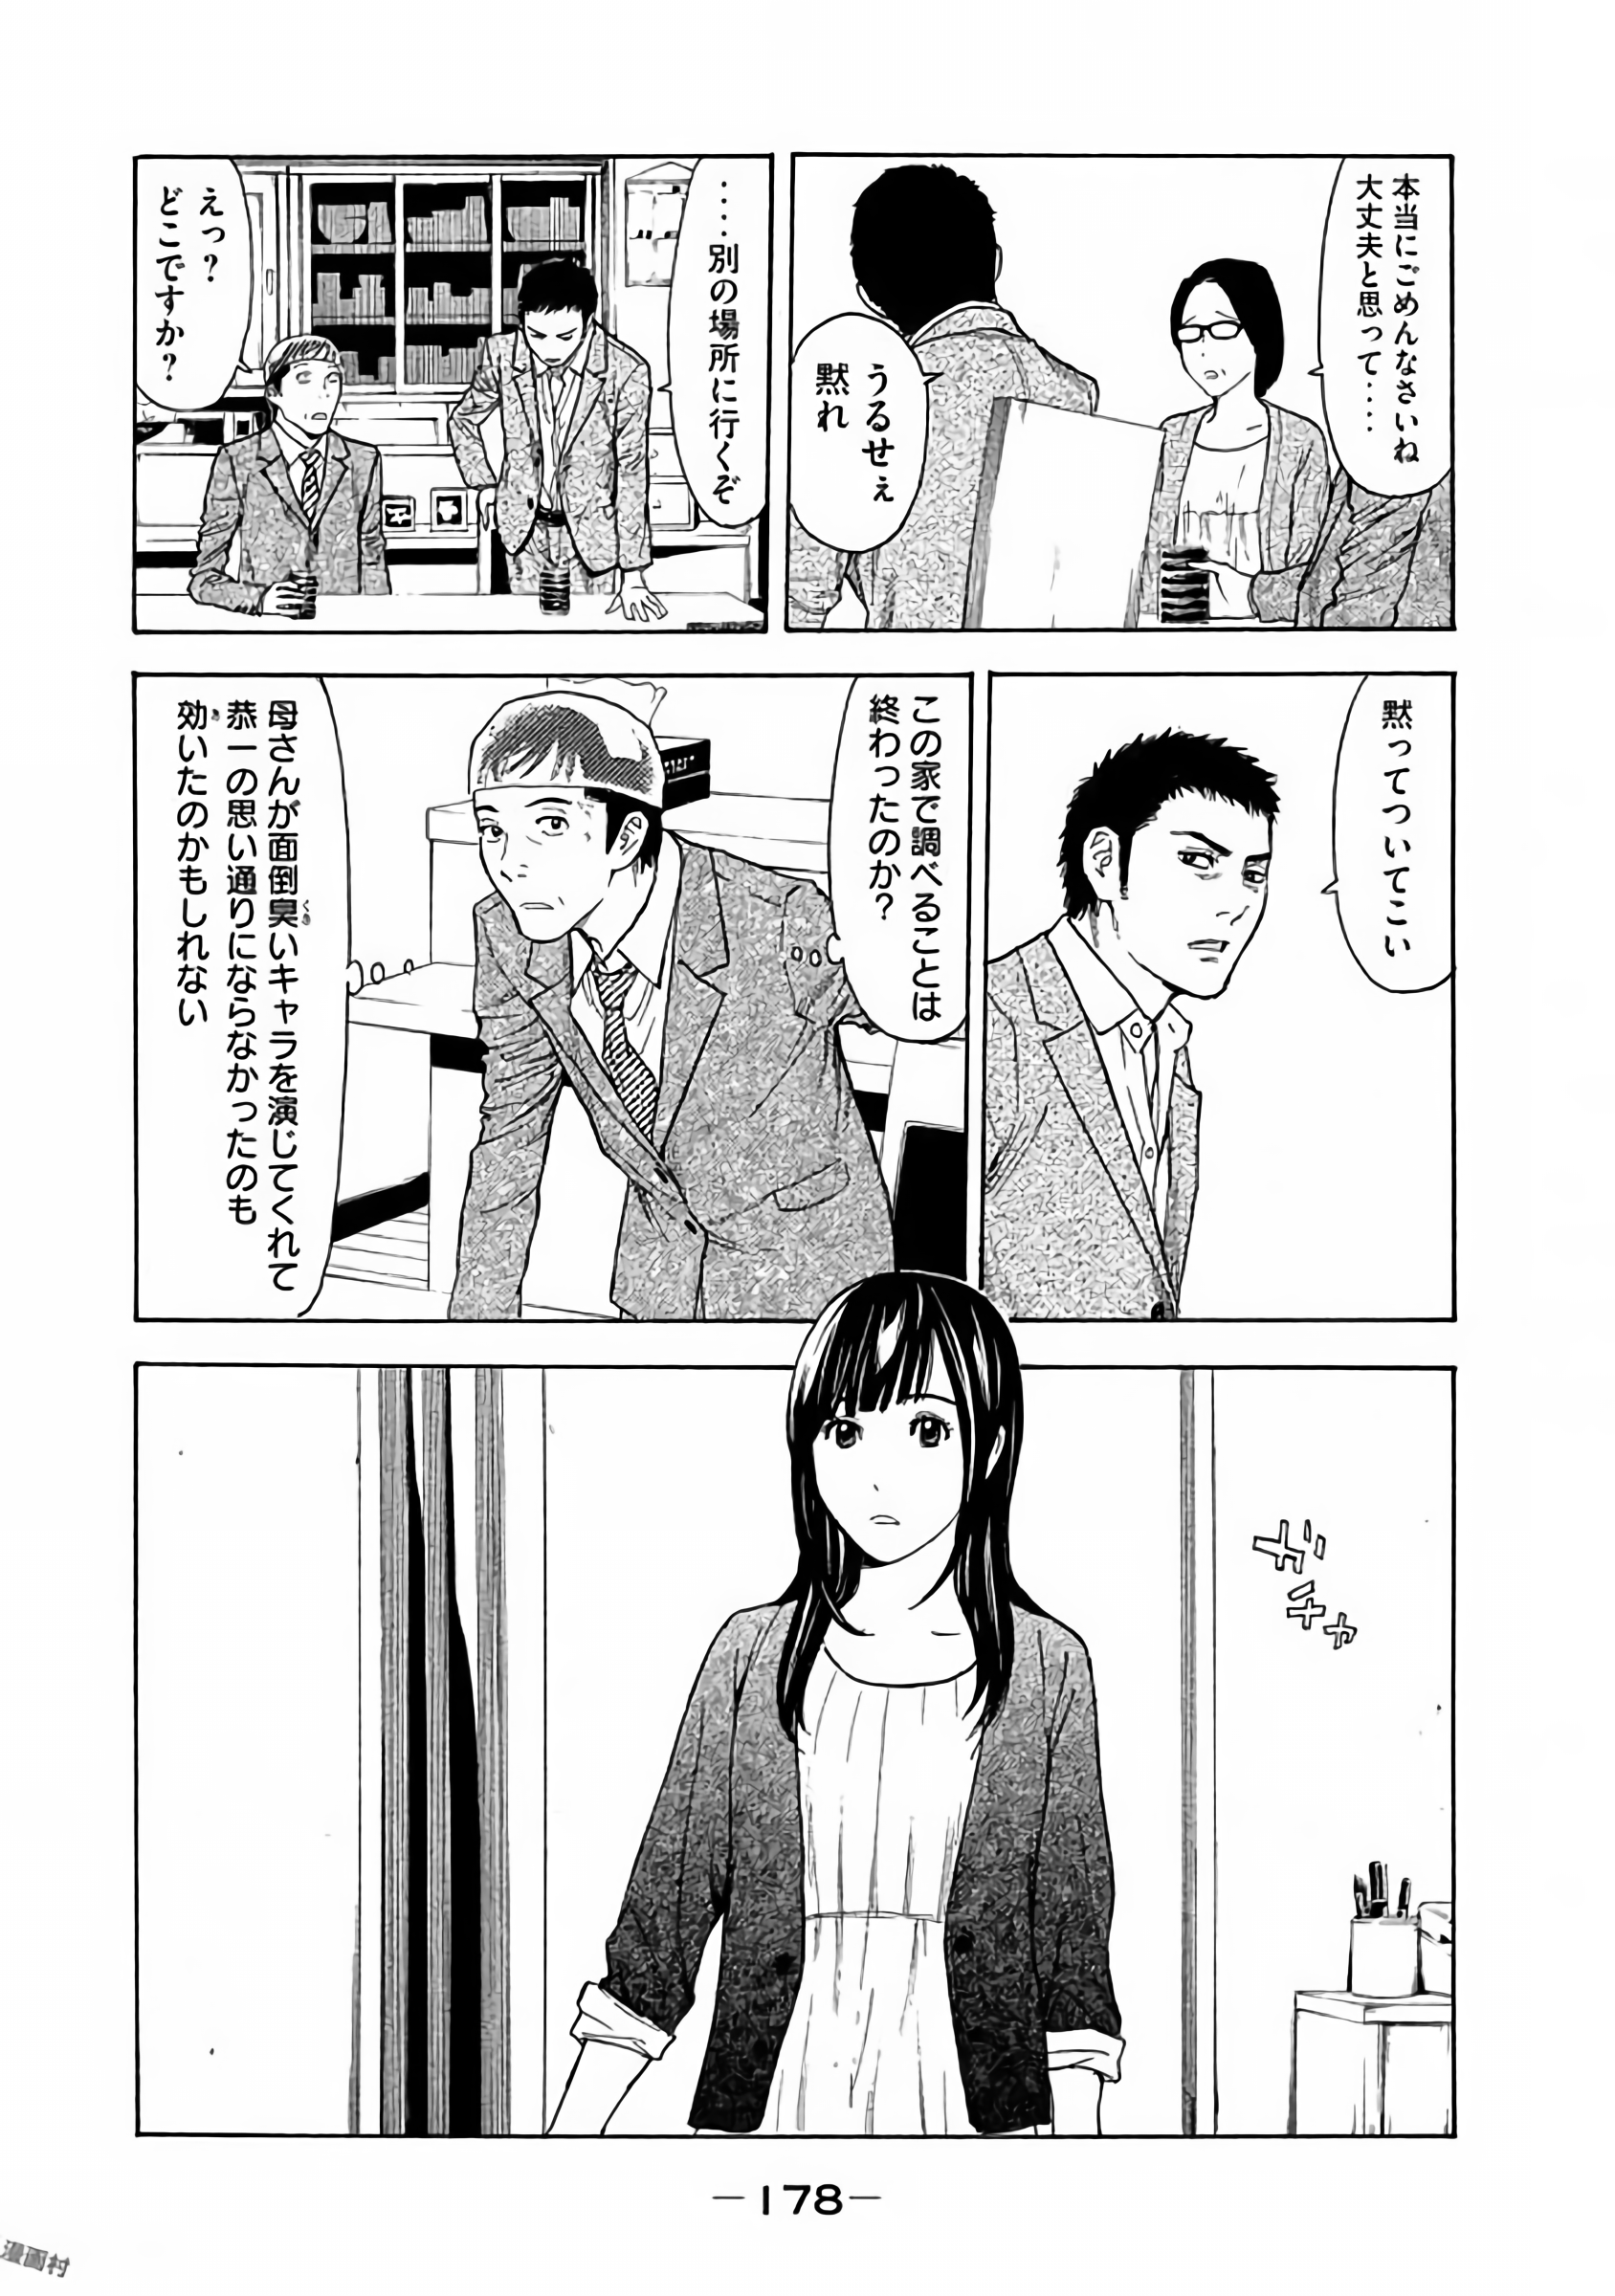 本当にごめんなさいね
大丈夫と思って‥‥
うるせぇ
黙れ
‥‥別の場所に行くぞ
えっ?
どこですか?
黙ってついてこい
この家で調べることは
終わったのか?
母さんが面倒臭いキャラを演じてくれて
くさ
恭一の思い通りにならなかったのも
効いたのかもしれない
き
ガチャ
―178―
漫画村